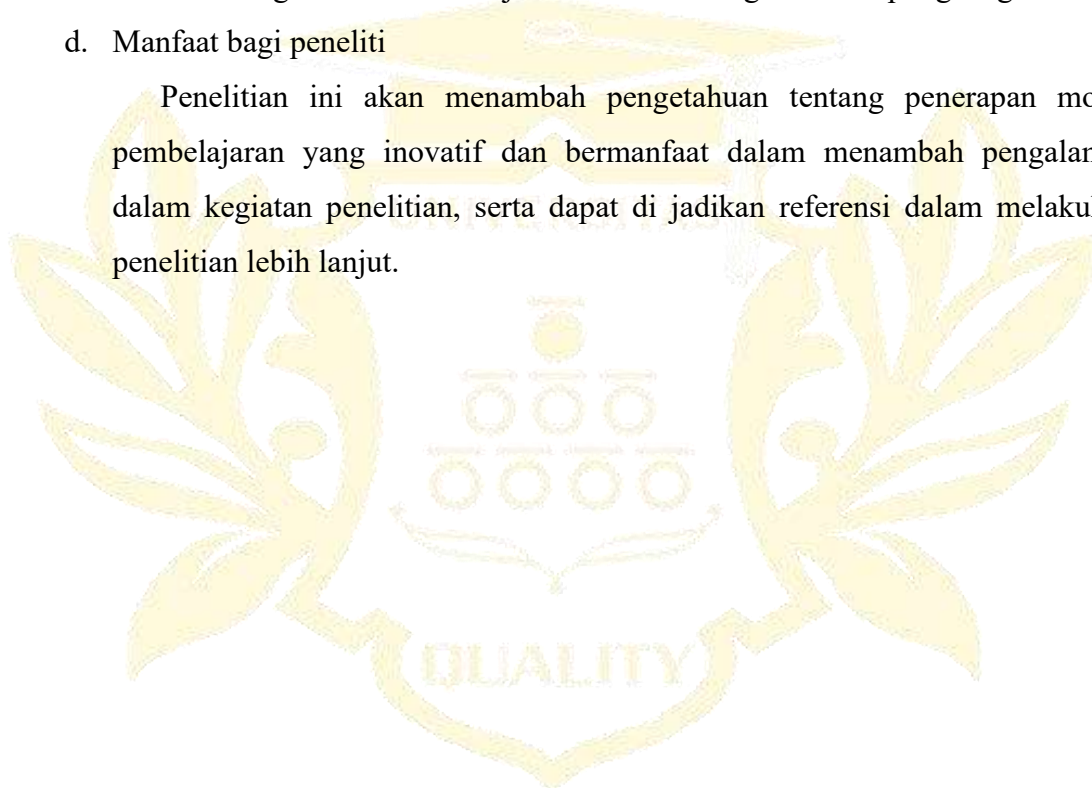 d. Manfaat bagi peneliti
Penelitian ini akan menambah pengetahuan tentang penerapan
pembelajaran yang inovatif dan bermanfaat dalam menambah
dalam kegiatan penelitian, serta dapat di jadikan referensi dalam
penelitian lebih lanjut.
QUALITY